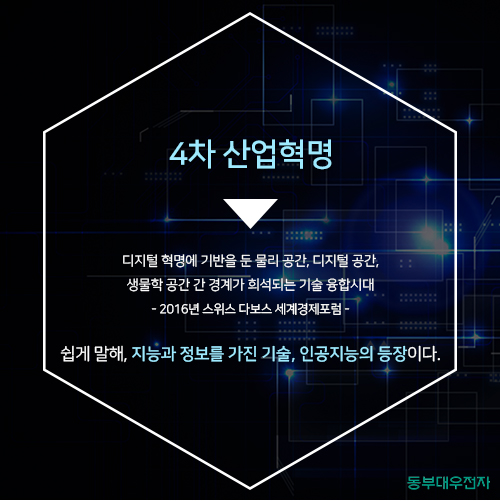 4차 산업혁명
디지털 혁명에 기반을 둔 물리 공간, 디지털 공간,
생물학 공간 간 경계가 희석되는 기술 융합시대
- 2016년 스위스 다보스 세계경제포럼 -
쉽게 말해, 지능과 정보를 가진 기술, 인공지능의 등장이다.
동부대우전자